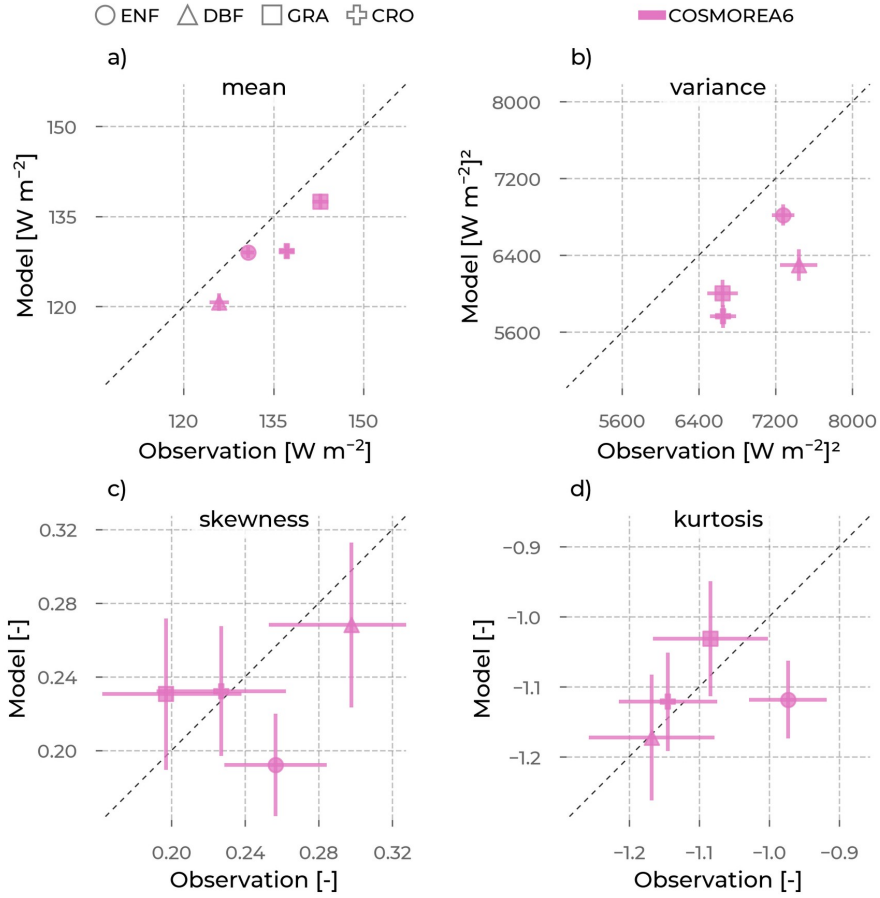 ENF DBF GRA CRO COSMOREA6
a) b)
mean variance
150
135
120
8000
7200
6400
5600
Model [W m⁻²]
Model [W m⁻²]²
120 135 150
5600 6400 7200 8000
Observation [W m⁻²]
Observation [W m⁻²]²
c) d)
skewness kurtosis
0.32
0.28
0.24
0.20
−0.9
−1.0
−1.1
−1.2
Model [-]
Model [-]
0.20 0.24 0.28 0.32
−1.2 −1.1 −1.0 −0.9
Observation [-]
Observation [-]